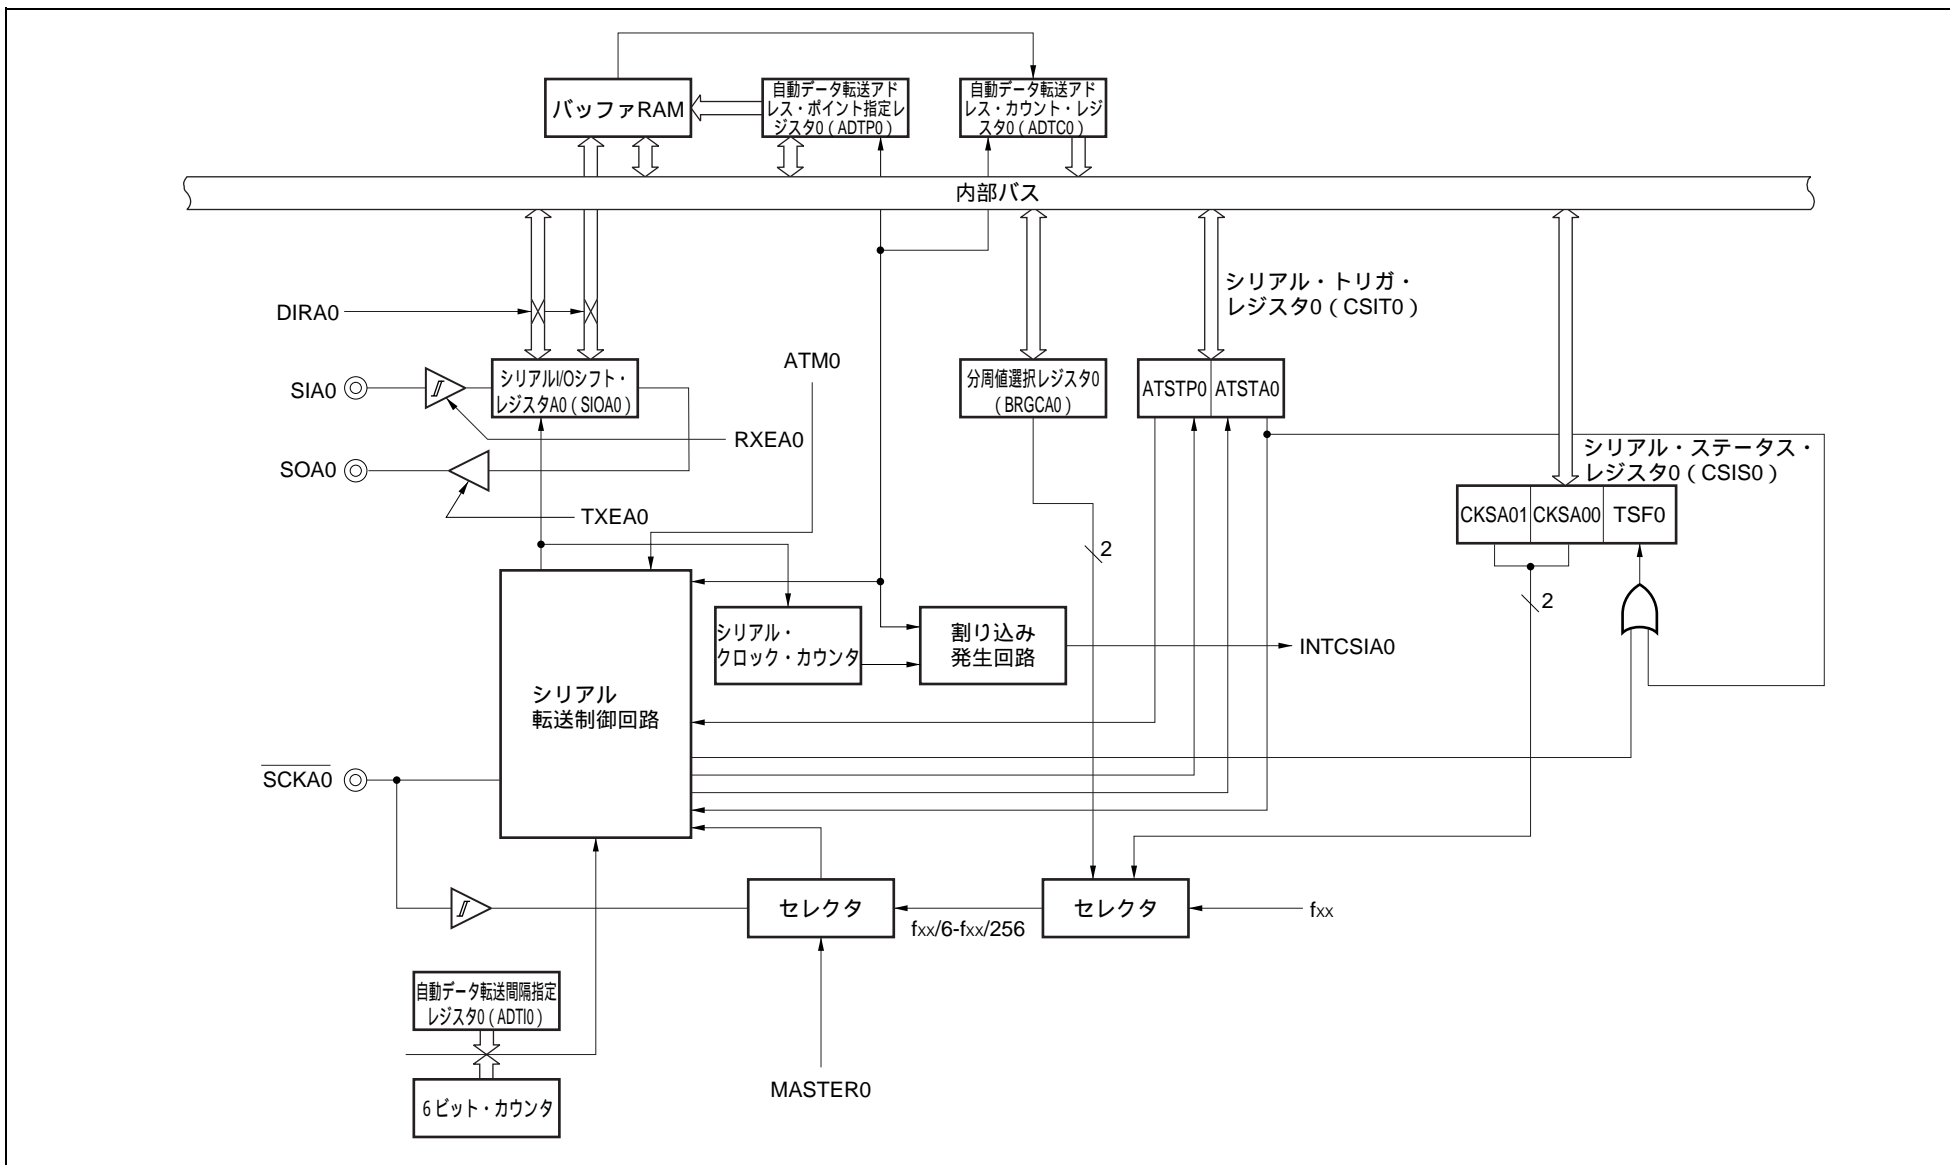 バッファRAM
自動データ転送アド
レス・ポイント指定レ
ジスタ0（ADTP0）
自動データ転送アド
レス・カウント・レジ
スタ0（ADTC0）
内部バス
DIRA0
シリアル・トリガ・
レジスタ0（CSIT0）
SIA0
シリアルI/Oシフト・
レジスタA0（SIOA0）
ATM0
分周値選択レジスタ0
（BRGCA0）
ATSTP0
ATSTA0
RXEA0
SOA0
シリアル・ステータス・
レジスタ0（CSIS0）
TXEA0
CKSA01
CKSA00
TSF0
2
2
シリアル・
クロック・カウンタ
割り込み
発生回路
INTCSIA0
シリアル
転送制御回路
SCKA0
セレクタ
fxx/6-fxx/256
セレクタ
fxx
自動データ転送間隔指定
レジスタ0（ADTI0）
MASTER0
6ビット・カウンタ